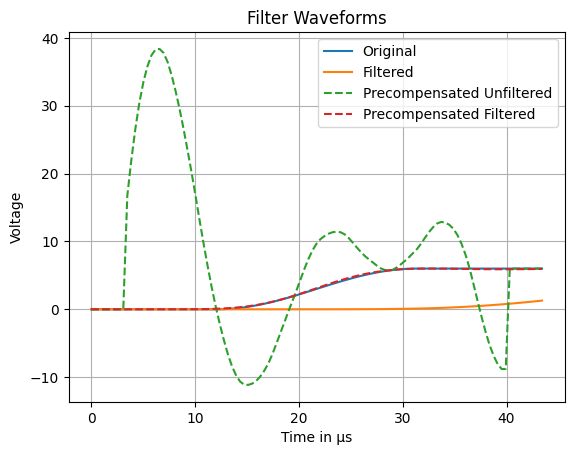 Filter Waveforms
Original
Filtered
Precompensated Unfiltered
Precompensated Filtered
Voltage
40
30
20
10
0
−10
0 10 20 30 40
Time in µs